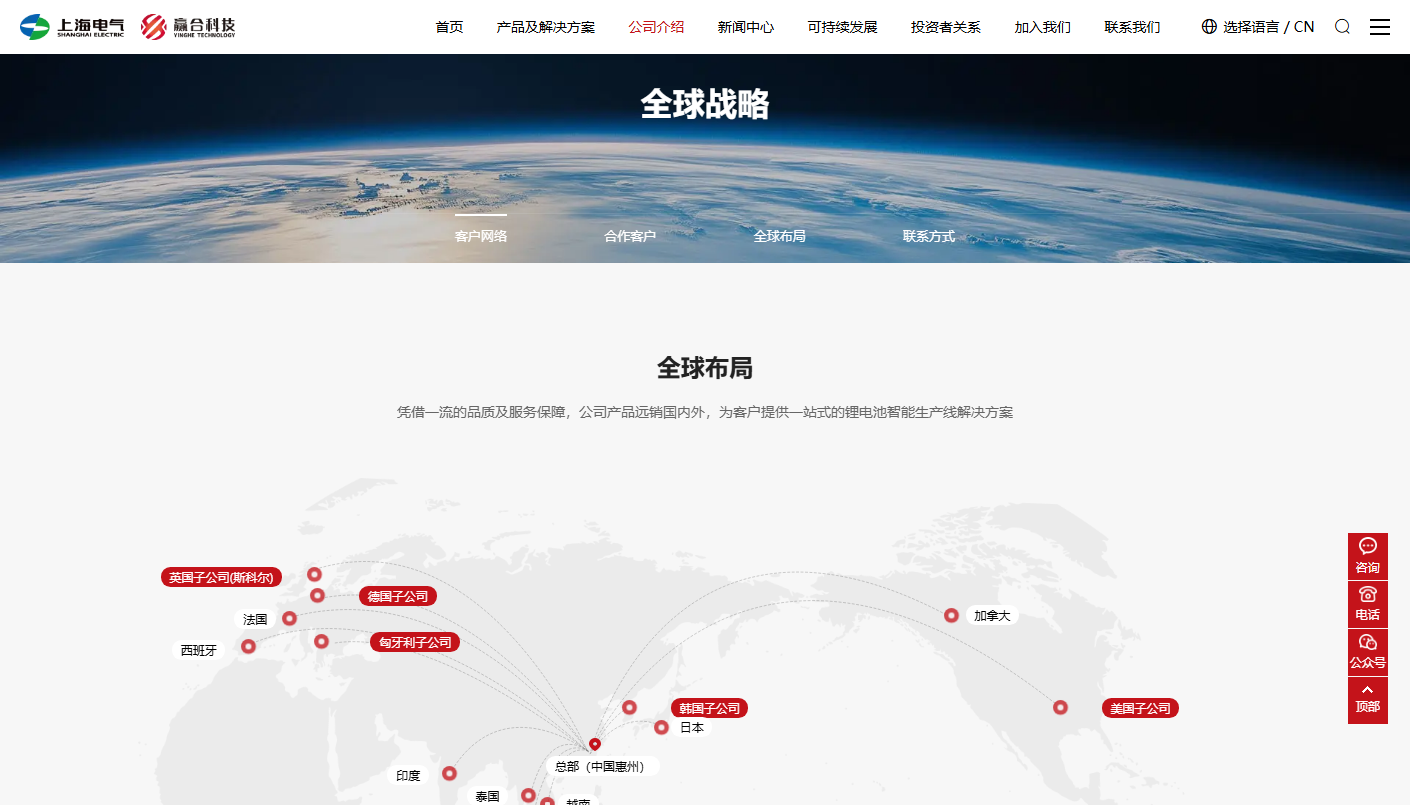 上海电气
SHANGHAI ELECTRIC
赢合科技
YINGHE TECHNOLOGY
首页
产品及解决方案
公司介绍
新闻中心
可持续发展
投资者关系
加入我们
联系我们
选择语言 / CN
全球战略
客户网络
合作客户
全球布局
联系方式
全球布局
凭借一流的品质及服务保障，公司产品远销国内外，为客户提供一站式的锂电池智能生产线解决方案
英国子公司(斯科尔)
德国子公司
法国
匈牙利子公司
西班牙
加拿大
韩国子公司
美国子公司
日本
总部（中国惠州）
印度
泰国
越南
咨询
电话
公众号
顶部